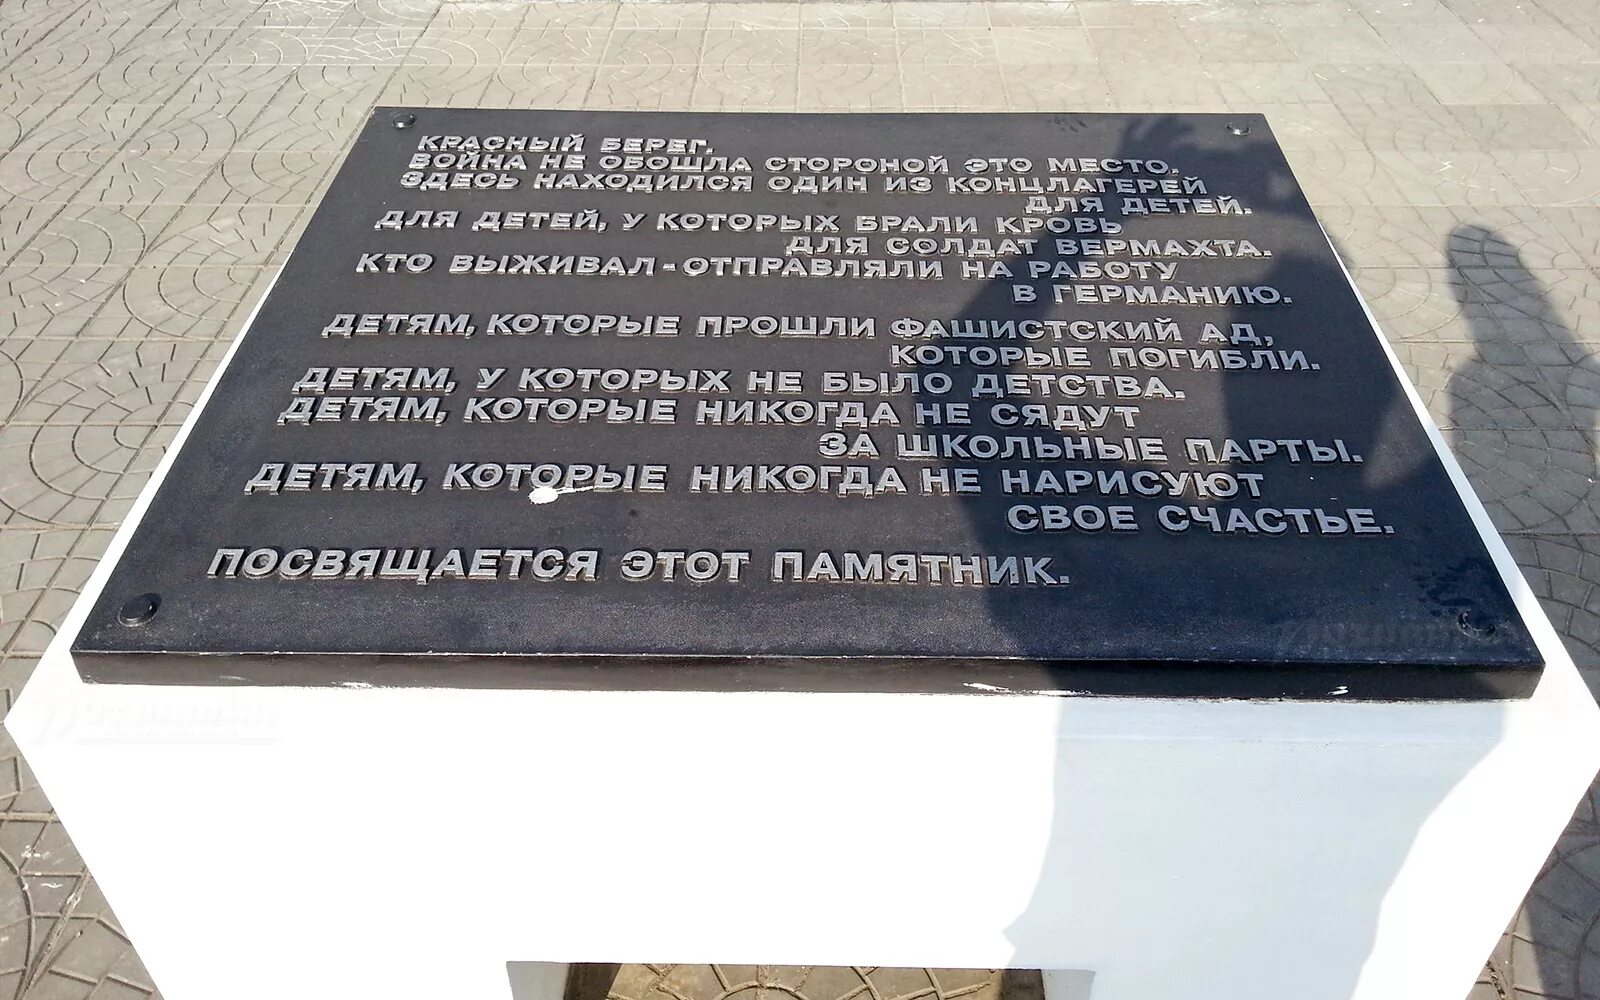 КРАСНЫЙ БЕРЕГ.
ВОЙНА НЕ ОБОШЛА СТОРОНОЙ ЭТО МЕСТО.
ЗДЕСЬ НАХОДИЛСЯ ОДИН ИЗ КОНЦЛАГЕРЕЙ
ДЛЯ ДЕТЕЙ.
ДЛЯ ДЕТЕЙ, У КОТОРЫХ БРАЛИ КРОВЬ
ДЛЯ СОЛДАТ ВЕРМАХТА.
КТО ВЫЖИВАЛ - ОТПРАВЛЯЛИ НА РАБОТУ
В ГЕРМАНИЮ.
ДЕТЯМ, КОТОРЫЕ ПРОШЛИ ФАШИСТСКИЙ АД,
КОТОРЫЕ ПОГИБЛИ.
ДЕТЯМ, У КОТОРЫХ НЕ БЫЛО ДЕТСТВА.
ДЕТЯМ, КОТОРЫЕ НИКОГДА НЕ СЯДУТ
ЗА ШКОЛЬНЫЕ ПАРТЫ.
ДЕТЯМ, КОТОРЫЕ НИКОГДА НЕ НАРИСУЮТ
СВОЕ СЧАСТЬЕ.
ПОСВЯЩАЕТСЯ ЭТОТ ПАМЯТНИК.